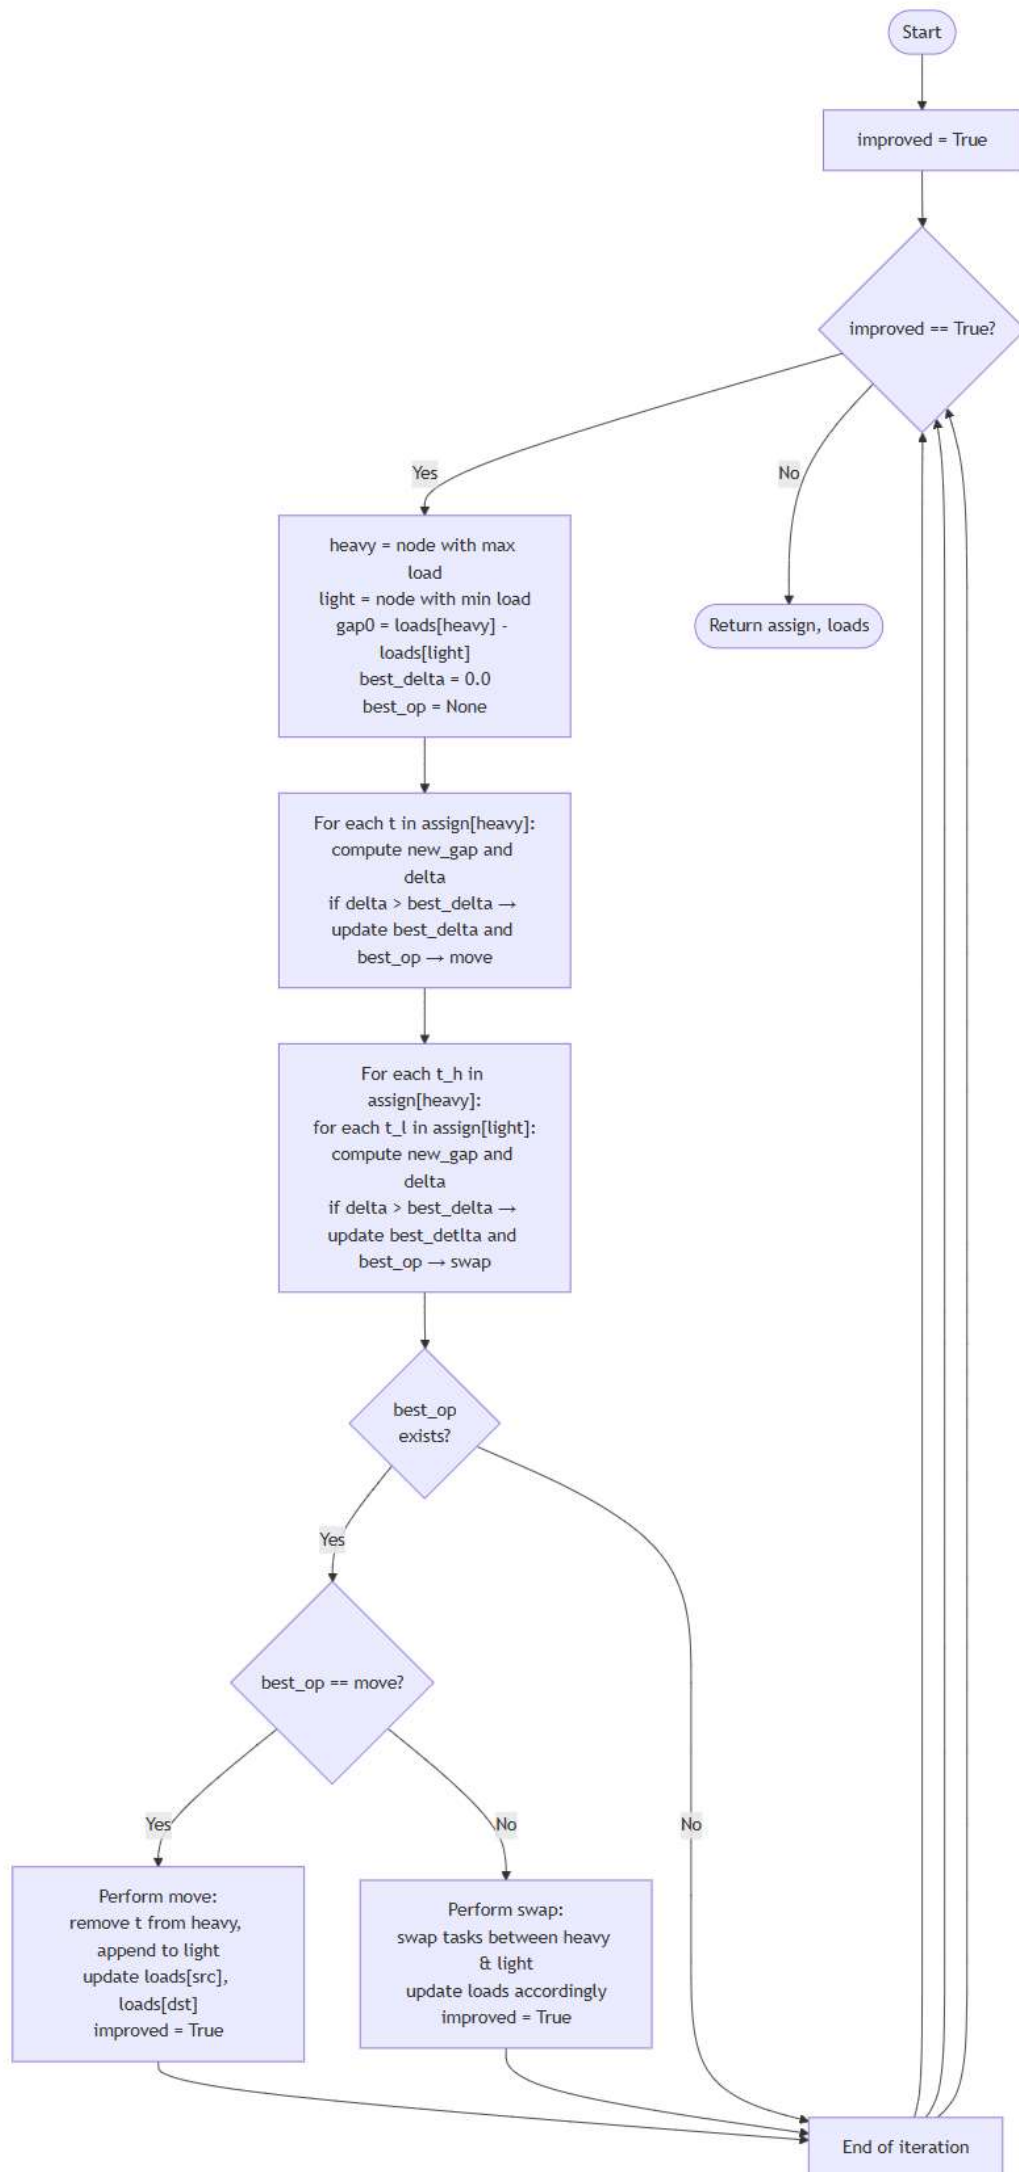 Start
improved = True
improved == True?
Yes
No
heavy = node with max
load
light = node with min load
gap0 = loads[heavy] -
loads[light]
best_delta = 0.0
best_op = None
Return assign, loads
For each t in assign[heavy]:
compute new_gap and
delta
if delta > best_delta →
update best_delta and
best_op → move
For each t_h in
assign[heavy]:
for each t_l in assign[light]:
compute new_gap and
delta
if delta > best_delta →
update best_detlta and
best_op → swap
best_op
exists?
Yes
best_op == move?
Yes
No
No
Perform move:
remove t from heavy,
append to light
update loads[src],
loads[dst]
improved = True
Perform swap:
swap tasks between heavy
& light
update loads accordingly
improved = True
End of iteration